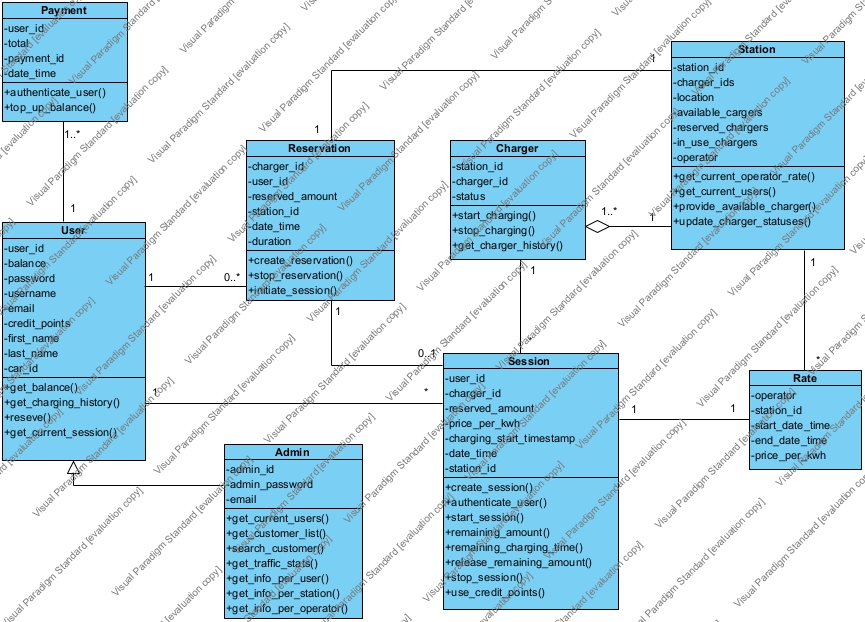 Payment
-user_id
-total
-payment_id
-date_time
+authenticate_user()
+top_up_balance()
1..*
1
User
-user_id
-balance
-password
-username
-email
-credit_points
-first_name
-last_name
-car_id
+get_balance()
+get_charging_history()
+reseve()
+get_current_session()
1
0..*
1
*
Reservation
-charger_id
-user_id
-reserved_amount
-station_id
-date_time
-duration
+create_reservation()
+stop_reservation()
+initiate_session()
1
1
1
0..1
Charger
-station_id
-charger_id
-status
+start_charging()
+stop_charging()
+get_charger_history()
1..*
1
1
*
Station
-station_id
-charger_ids
-location
-available_cargers
-reserved_chargers
-in_use_chargers
-operator
+get_current_operator_rate()
+get_current_users()
+provide_available_charger()
+update_charger_statuses()
1
*
Session
-user_id
-charger_id
-reserved_amount
-price_per_kwh
-charging_start_timestamp
-date_time
-station_id
+create_session()
+authenticate_user()
+start_session()
+remaining_amount()
+remaining_charging_time()
+release_remaining_amount()
+stop_session()
+use_credit_points()
1
1
Rate
-operator
-station_id
-start_date_time
-end_date_time
-price_per_kwh
Admin
-admin_id
-admin_password
-email
+get_current_users()
+get_customer_list()
+search_customer()
+get_traffic_stats()
+get_info_per_user()
+get_info_per_station()
+get_info_per_operator()
Visual Paradigm Standard [evaluation copy]